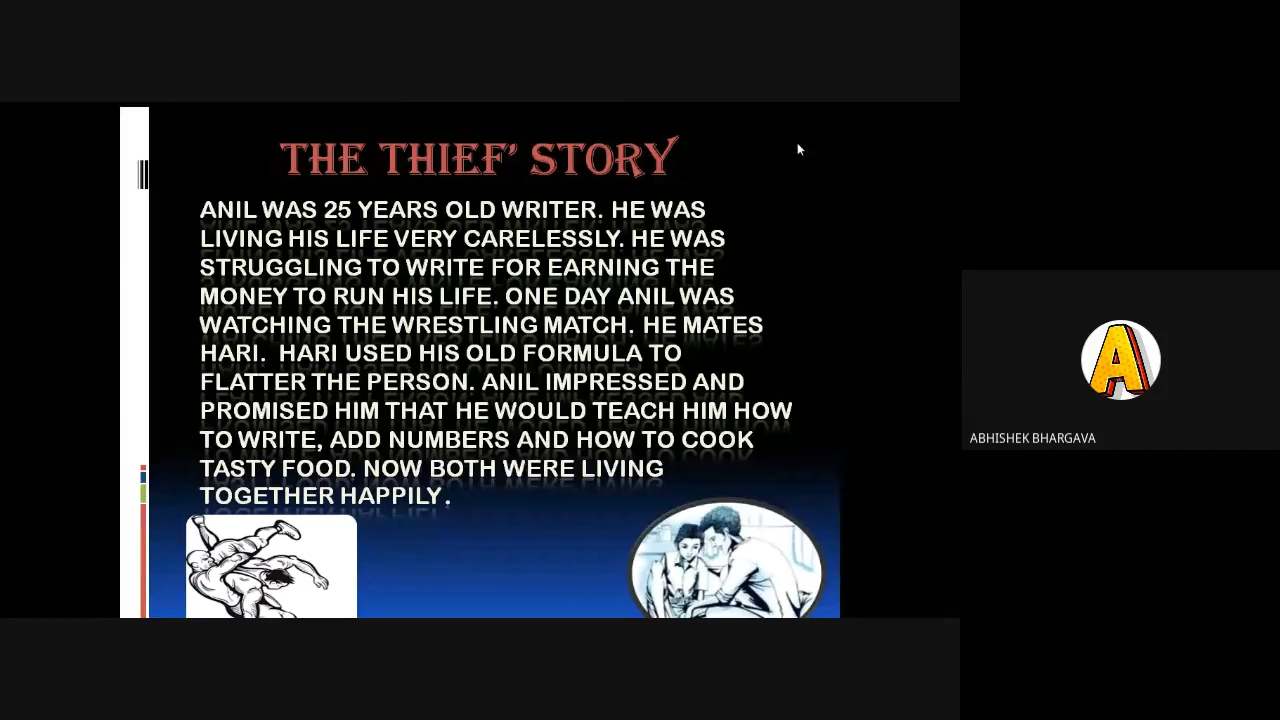 THE THIEF' STORY
ANIL WAS 25 YEARS OLD WRITER. HE WAS
LIVING HIS LIFE VERY CARELESSLY. HE WAS
STRUGGLING TO WRITE FOR EARNING THE
MONEY TO RUN HIS LIFE. ONE DAY ANIL WAS
WATCHING THE WRESTLING MATCH. HE MATES
HARI. HARI USED HIS OLD FORMULA TO
FLATTER THE PERSON. ANIL IMPRESSED AND
PROMISED HIM THAT HE WOULD TEACH HIM HOW
TO WRITE, ADD NUMBERS AND HOW TO COOK
TASTY FOOD. NOW BOTH WERE LIVING
TOGETHER HAPPILY.
A
ABHISHEK BHARGAVA